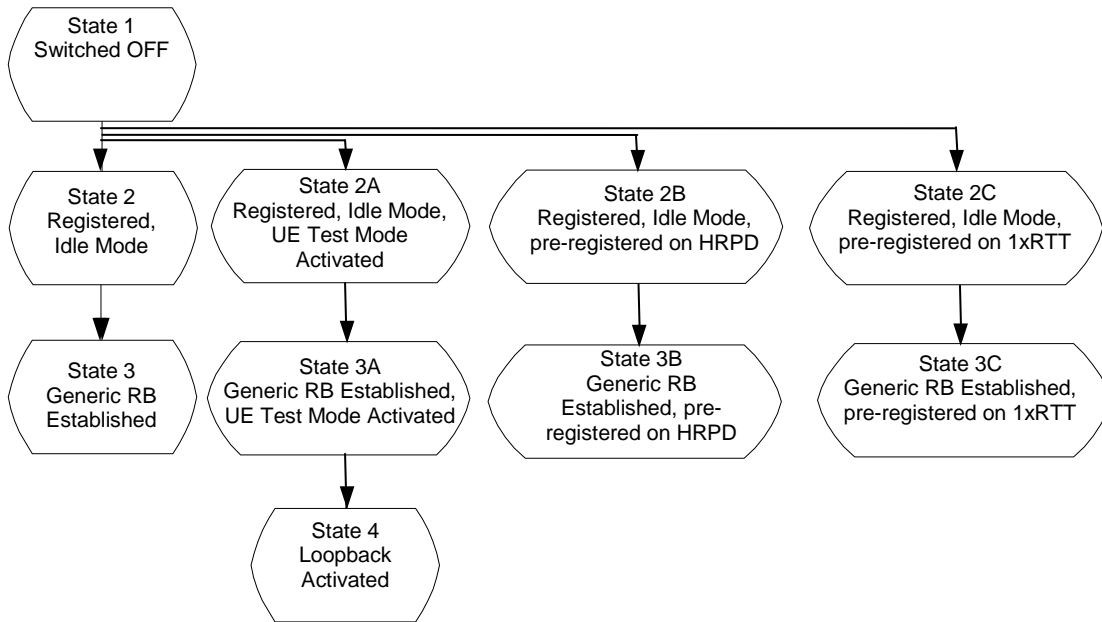 State 1
Switched OFF
State 2
Registered,
Idle Mode
State 2A
Registered, Idle Mode,
UE Test Mode
Activated
State 2B
Registered, Idle Mode,
pre-registered on HRPD
State 2C
Registered, Idle Mode,
pre-registered on 1xRTT
State 3
Generic RB
Established
State 3A
Generic RB Established,
UE Test Mode Activated
State 3B
Generic RB
Established, pre-
registered on HRPD
State 3C
Generic RB Established,
pre-registered on 1xRTT
State 4
Loopback
Activated